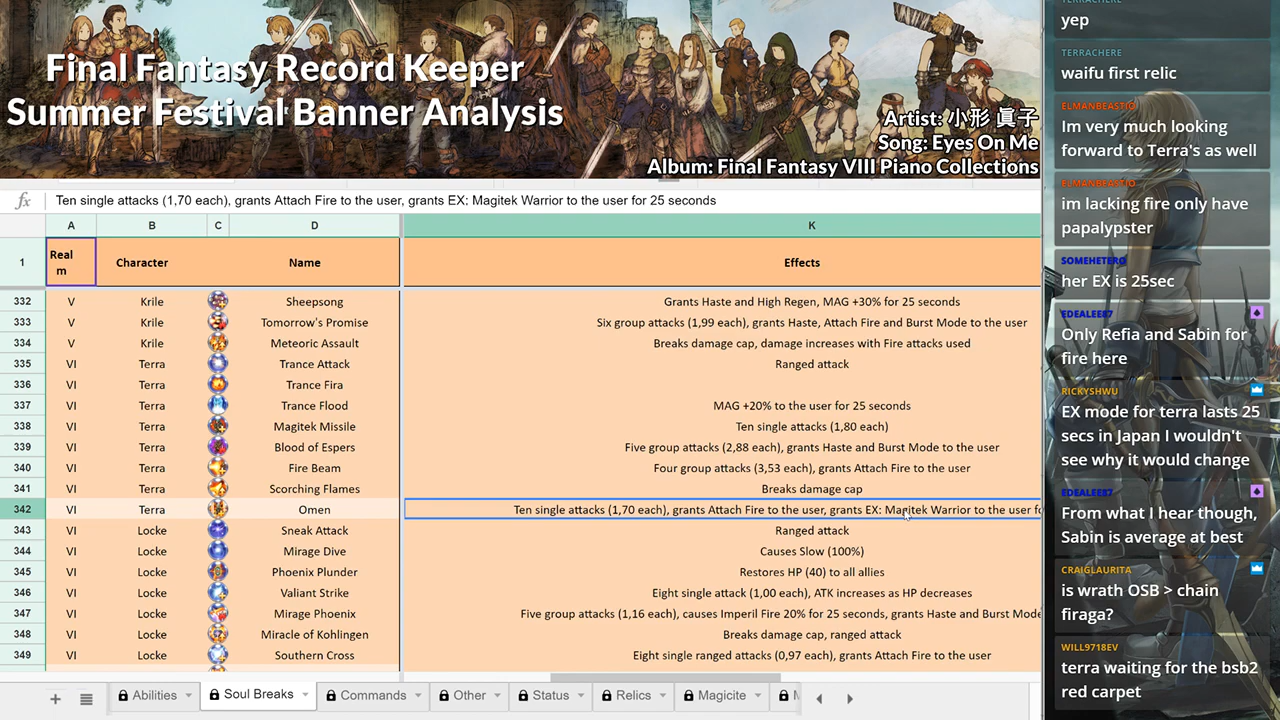 Final Fantasy Record Keeper
Summer Festival Banner Analysis
Artist: 小形 眞子
Song: Eyes On Me
Album: Final Fantasy VIII Piano Collections
fx Ten single attacks (1,70 each), grants Attach Fire to the user, grants EX: Magitek Warrior to the user for 25 seconds
A B C D K
1 Realm Character Name Effects
332 V Krile Sheepsong Grants Haste and High Regen, MAG +30% for 25 seconds
333 V Krile Tomorrow's Promise Six group attacks (1,99 each), grants Haste, Attach Fire and Burst Mode to the user
334 V Krile Meteoric Assault Breaks damage cap, damage increases with Fire attacks used
335 VI Terra Trance Attack Ranged attack
336 VI Terra Trance Fira
337 VI Terra Trance Flood MAG +20% to the user for 25 seconds
338 VI Terra Magitek Missile Ten single attacks (1,80 each)
339 VI Terra Blood of Espers Five group attacks (2,88 each), grants Haste and Burst Mode to the user
340 VI Terra Fire Beam Four group attacks (3,53 each), grants Attach Fire to the user
341 VI Terra Scorching Flames Breaks damage cap
342 VI Terra Omen Ten single attacks (1,70 each), grants Attach Fire to the user, grants EX: Magitek Warrior to the user fo
343 VI Locke Sneak Attack Ranged attack
344 VI Locke Mirage Dive Causes Slow (100%)
345 VI Locke Phoenix Plunder Restores HP (40) to all allies
346 VI Locke Valiant Strike Eight single attack (1,00 each), ATK increases as HP decreases
347 VI Locke Mirage Phoenix Five group attacks (1,16 each), causes Imperil Fire 20% for 25 seconds, grants Haste and Burst Mode
348 VI Locke Miracle of Kohlingen Breaks damage cap, ranged attack
349 VI Locke Southern Cross Eight single ranged attacks (0,97 each), grants Attach Fire to the user
+ Abilities Soul Breaks Commands Other Status Relics Magicite M
TERRACHERE
yep
TERRACHERE
waifu first relic
ELMANBEASTIO
Im very much looking
forward to Terra's as well
ELMANBEASTIO
im lacking fire only have
papalypster
SOMEHETERO
her EX is 25sec
EDEALEE87
Only Refia and Sabin for
fire here
RICKYSHWU
EX mode for terra lasts 25
secs in Japan I wouldn't
see why it would change
EDEALEE87
From what I hear though,
Sabin is average at best
CRAIGLAURITA
is wrath OSB > chain
firaga?
WILL9718EV
terra waiting for the bsb2
red carpet